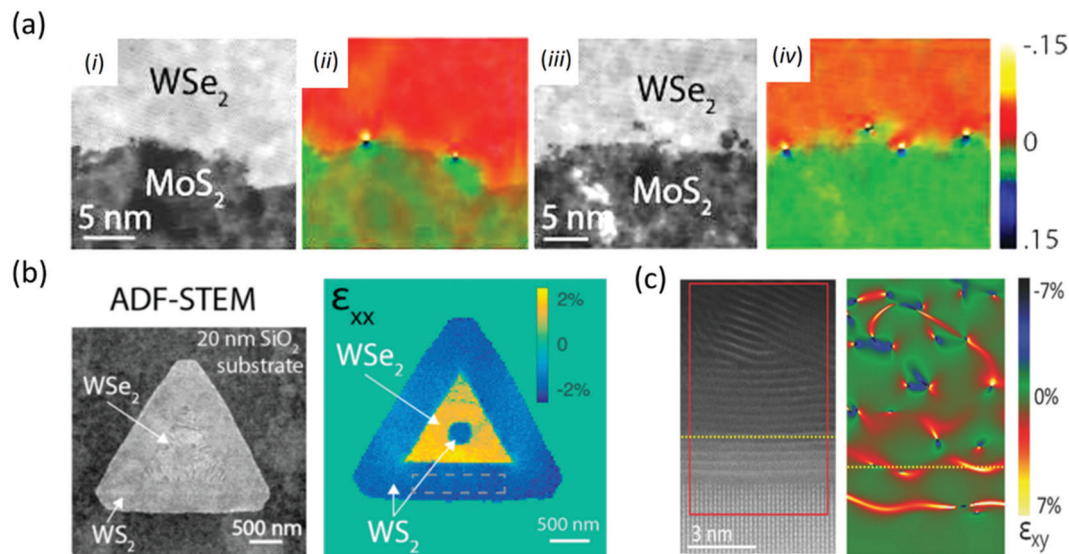 (a)
(i)
WSe₂
MoS₂
5 nm
(ii)
(iii)
WSe₂
MoS₂
5 nm
(iv)
-.15
0
.15
(b)
ADF-STEM
20 nm SiO₂
substrate
WSe₂
WS₂
500 nm
εxx
2%
0
-2%
WSe₂
WS₂
500 nm
(c)
3 nm
-7%
0%
7%
εxy